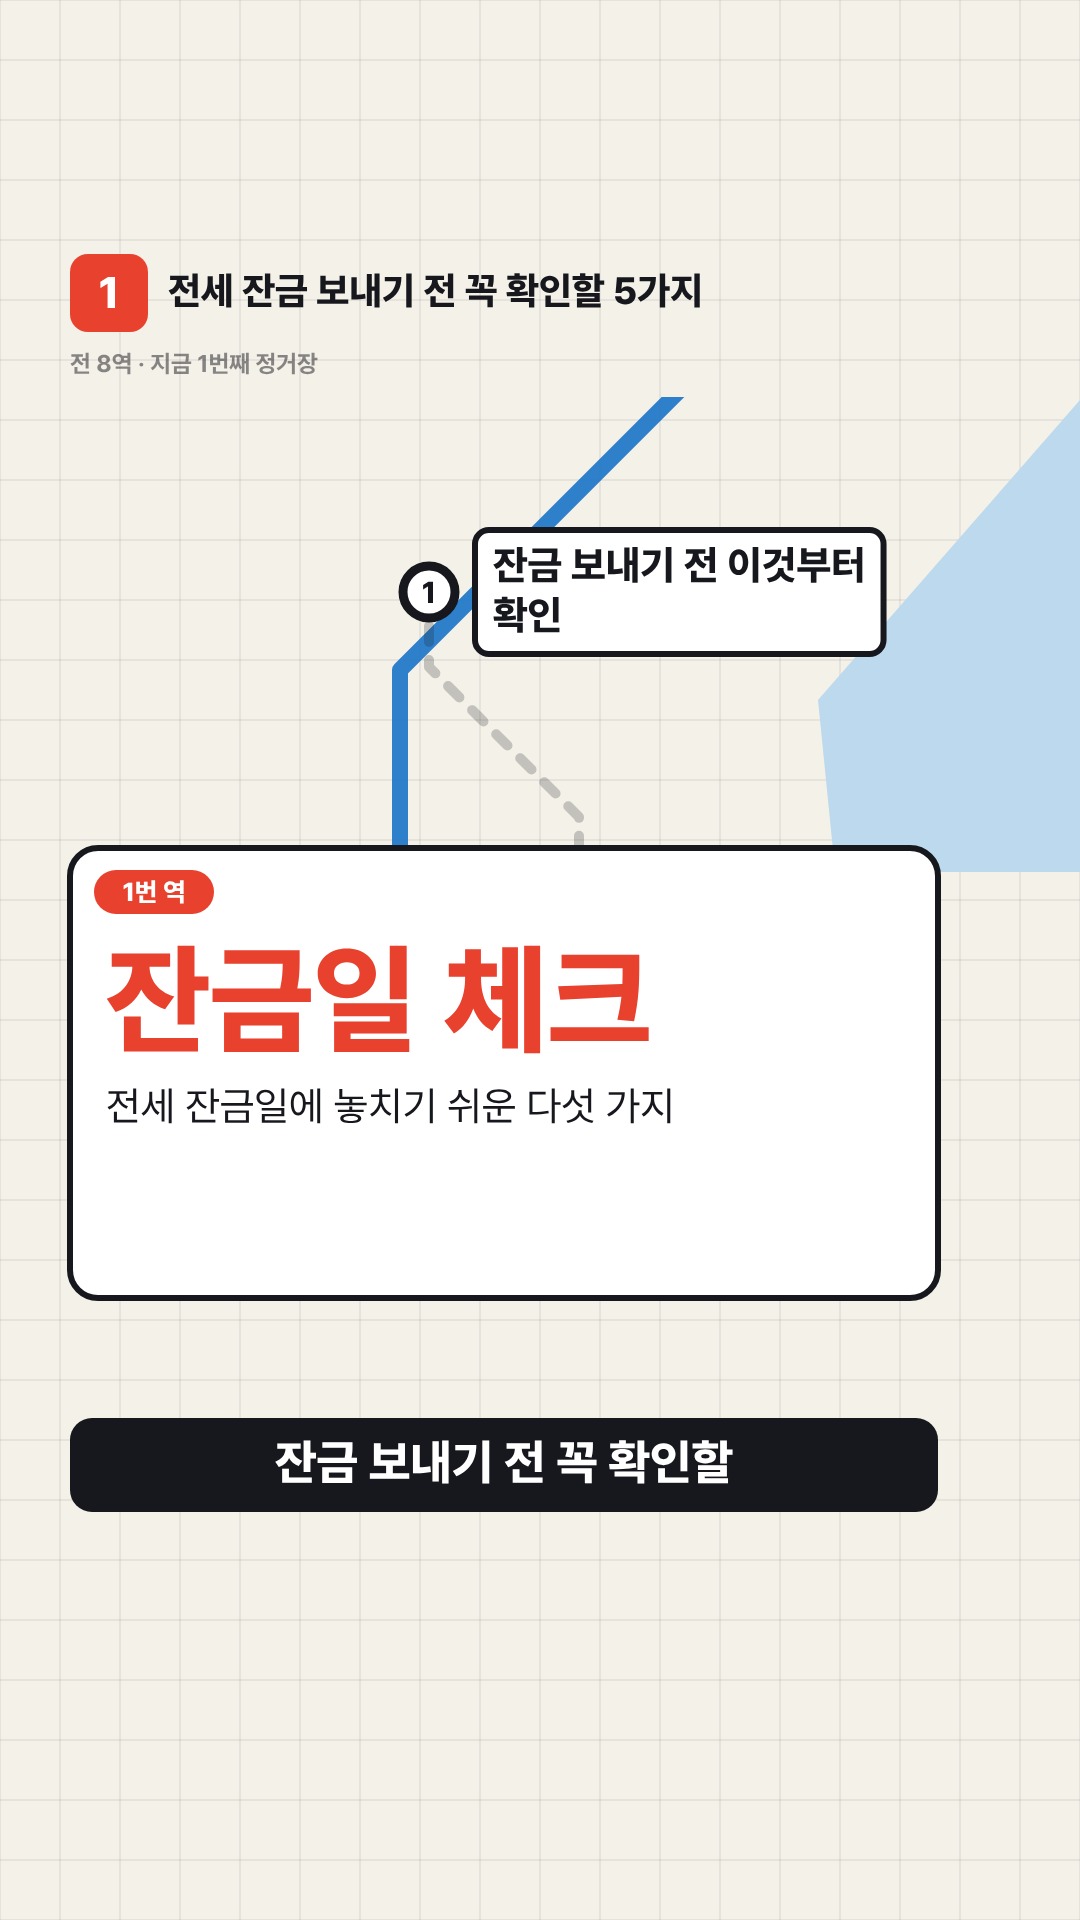 1
전세 잔금 보내기 전 꼭 확인할 5가지
전 8역 · 지금 1번째 정거장
1
잔금 보내기 전 이것부터
확인
1번 역
잔금일 체크
전세 잔금일에 놓치기 쉬운 다섯 가지
잔금 보내기 전 꼭 확인할